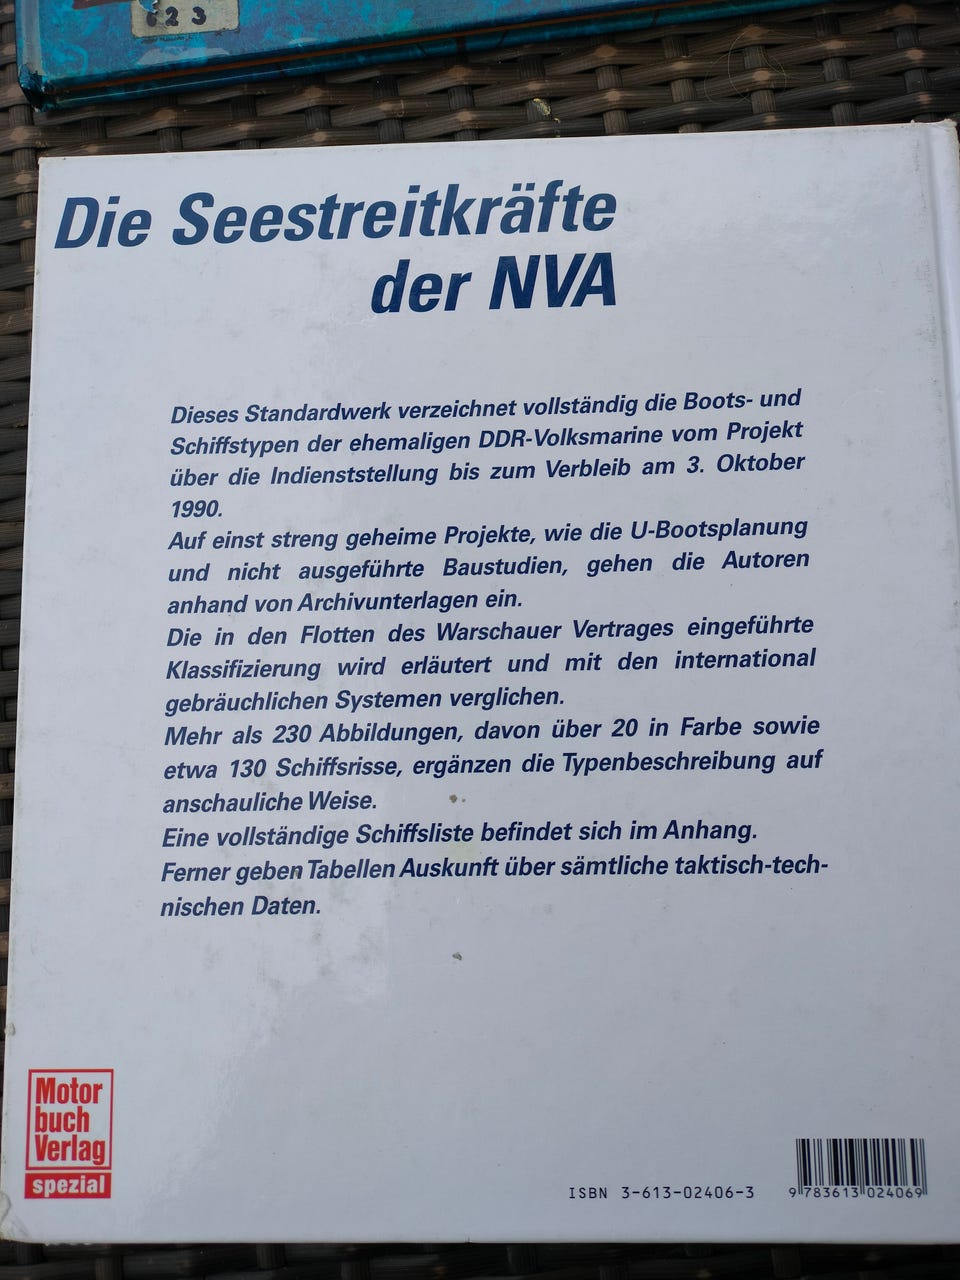 623
Die Seestreitkräfte
der NVA
Dieses Standardwerk verzeichnet vollständig die Boots- und
Schiffstypen der ehemaligen DDR-Volksmarine vom Projekt
über die Indienststellung bis zum Verbleib am 3. Oktober
1990.
Auf einst streng geheime Projekte, wie die U-Bootsplanung
und nicht ausgeführte Baustudien, gehen die Autoren
anhand von Archivunterlagen ein.
Die in den Flotten des Warschauer Vertrages eingeführte
Klassifizierung wird erläutert und mit den international
gebräuchlichen Systemen verglichen.
Mehr als 230 Abbildungen, davon über 20 in Farbe sowie
etwa 130 Schiffsrisse, ergänzen die Typenbeschreibung auf
anschauliche Weise.
Eine vollständige Schiffsliste befindet sich im Anhang.
Ferner geben Tabellen Auskunft über sämtliche taktisch-tech-
nischen Daten.
Motor
buch
Verlag
spezial
ISBN 3-613-02406-3
9 783613 024069